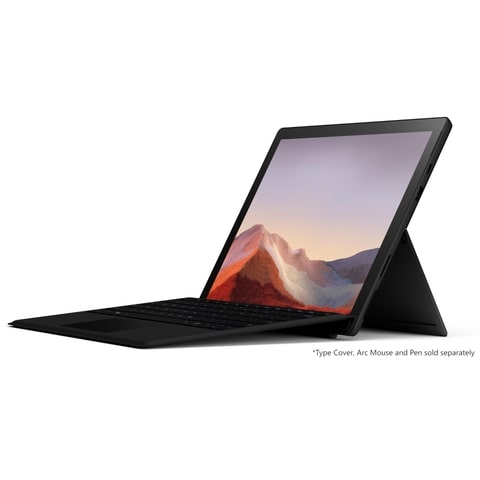 *Type Cover, Arc Mouse and Pen sold separately